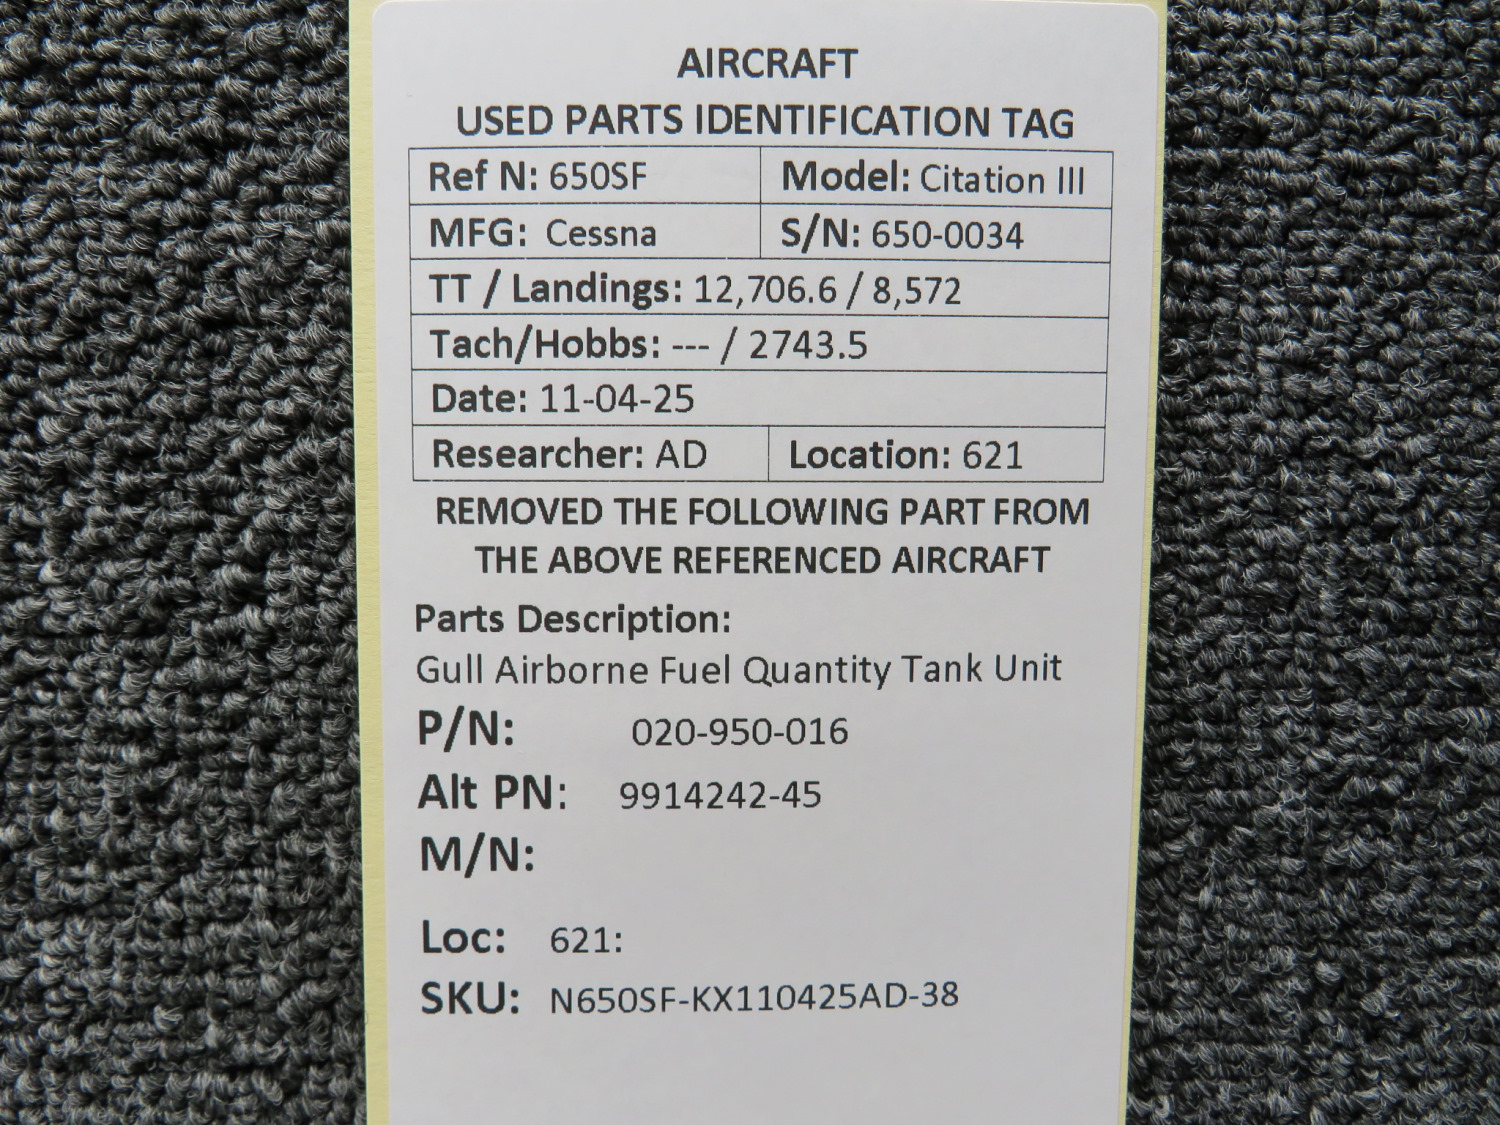 AIRCRAFT
USED PARTS IDENTIFICATION TAG
Ref N: 650SF Model: Citation III
MFG: Cessna S/N: 650-0034
TT / Landings: 12,706.6 / 8,572
Tach/Hobbs: --- / 2743.5
Date: 11-04-25
Researcher: AD Location: 621
REMOVED THE FOLLOWING PART FROM
THE ABOVE REFERENCED AIRCRAFT
Parts Description:
Gull Airborne Fuel Quantity Tank Unit
P/N: 020-950-016
Alt PN: 9914242-45
M/N:
Loc: 621:
SKU: N650SF-KX110425AD-38